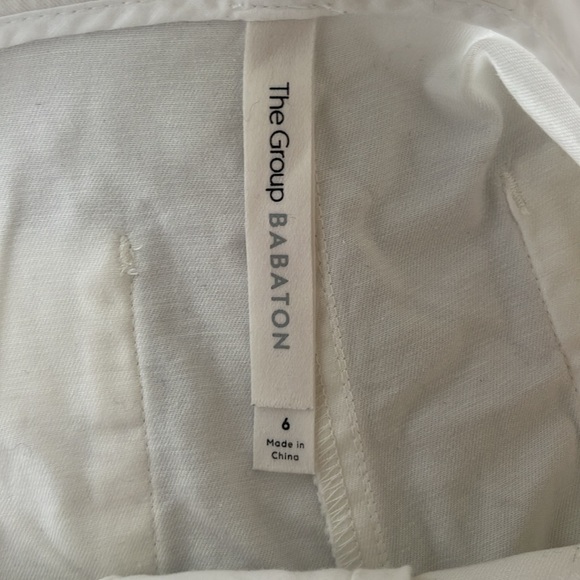 The Group BABATON
6
Made in
China